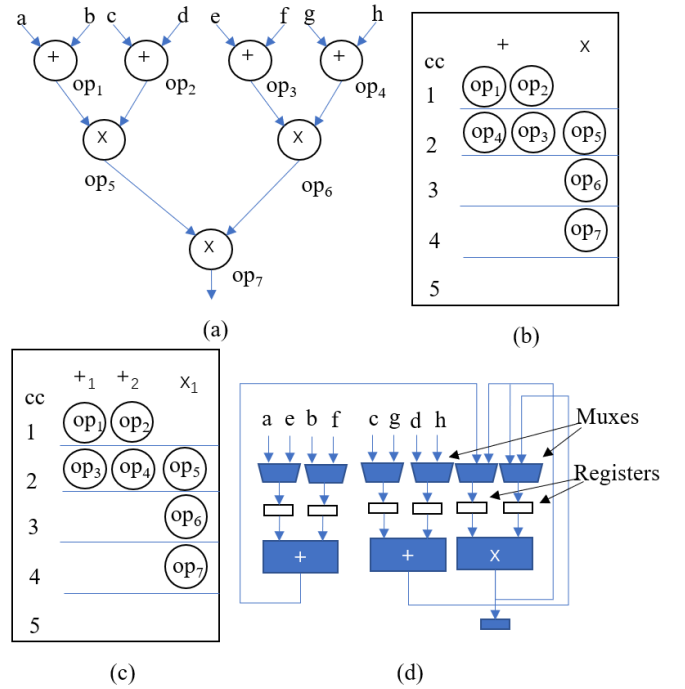 a b c d e f g h
+ + + +
op1 op2 op3 op4
x x
op5 op6
x
op7
(a)
+ x
cc
1 op1 op2
2 op4 op3 op5
3 op6
4 op7
5
(b)
+1 +2 x1
cc
1 op1 op2
2 op3 op4 op5
3 op6
4 op7
5
(c)
a e b f c g d h
Muxes
Registers
+ + x
(d)